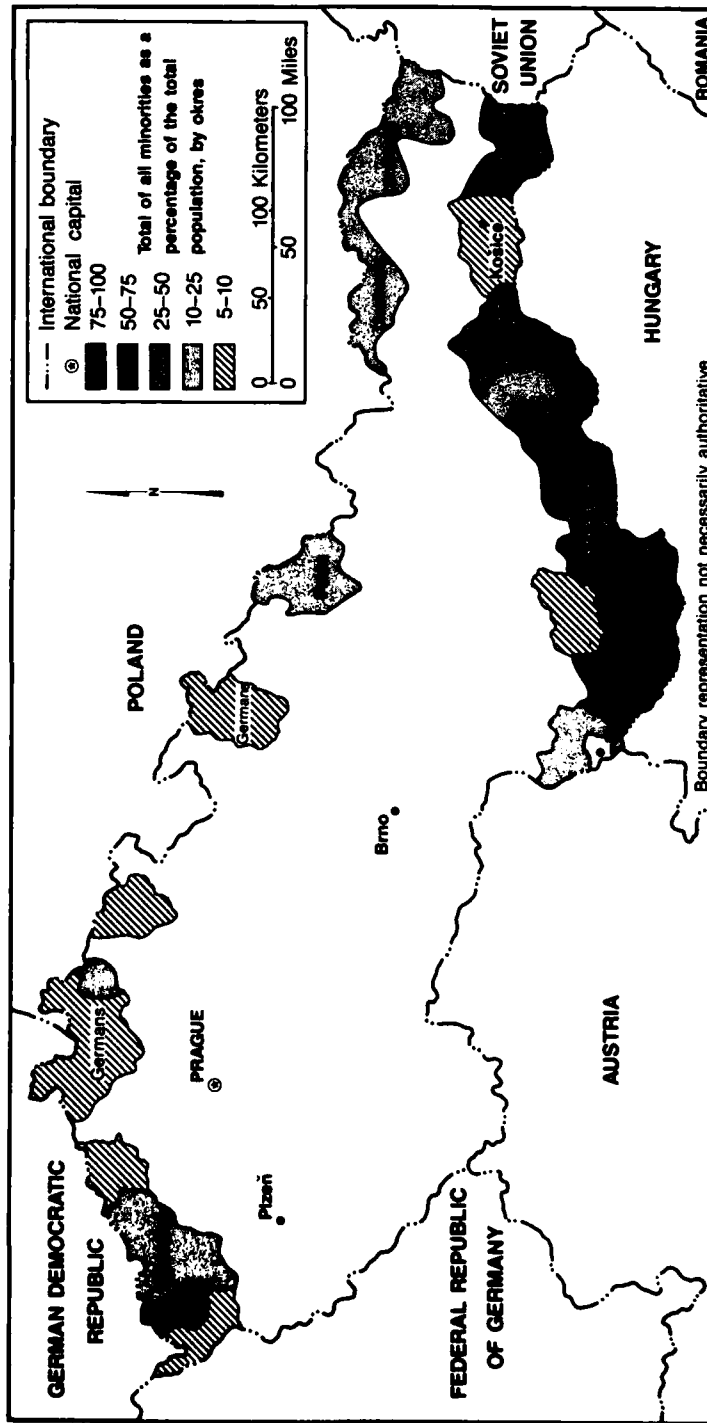 International boundary
National capital
75–100
50–75
25–50
10–25
5–10
Total of all minorities as a
percentage of the total
population, by okres
0 50 100 Kilometers
0 50 100 Miles
N
GERMAN DEMOCRATIC
REPUBLIC
POLAND
SOVIET
UNION
Germans
Germans
PRAGUE
Plzeň
Brno
Košice
FEDERAL REPUBLIC
OF GERMANY
AUSTRIA
HUNGARY
ROMANIA
Boundary representation not necessarily authoritative